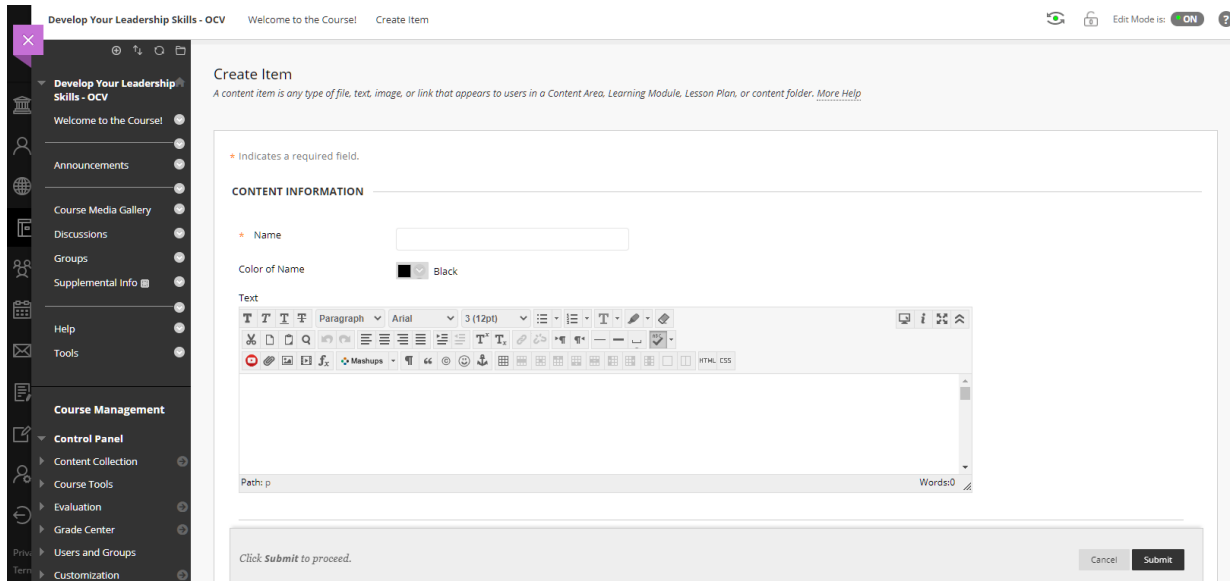 Develop Your Leadership Skills - OCV Welcome to the Course! Create Item Edit Mode is: ON ?
Develop Your Leadership
Skills - OCV
Welcome to the Course!
Announcements
Course Media Gallery
Discussions
Groups
Supplemental Info
Help
Tools
Course Management
Control Panel
Content Collection
Course Tools
Evaluation
Grade Center
Users and Groups
Customization
Priva
Term
Create Item
A content item is any type of file, text, image, or link that appears to users in a Content Area, Learning Module, Lesson Plan, or content folder. More Help
* Indicates a required field.
CONTENT INFORMATION
* Name
Color of Name Black
Text
T T T T Paragraph Arial 3 (12pt) T
T T
Mashups HTML CSS
Path: p Words:0
Click Submit to proceed. Cancel Submit